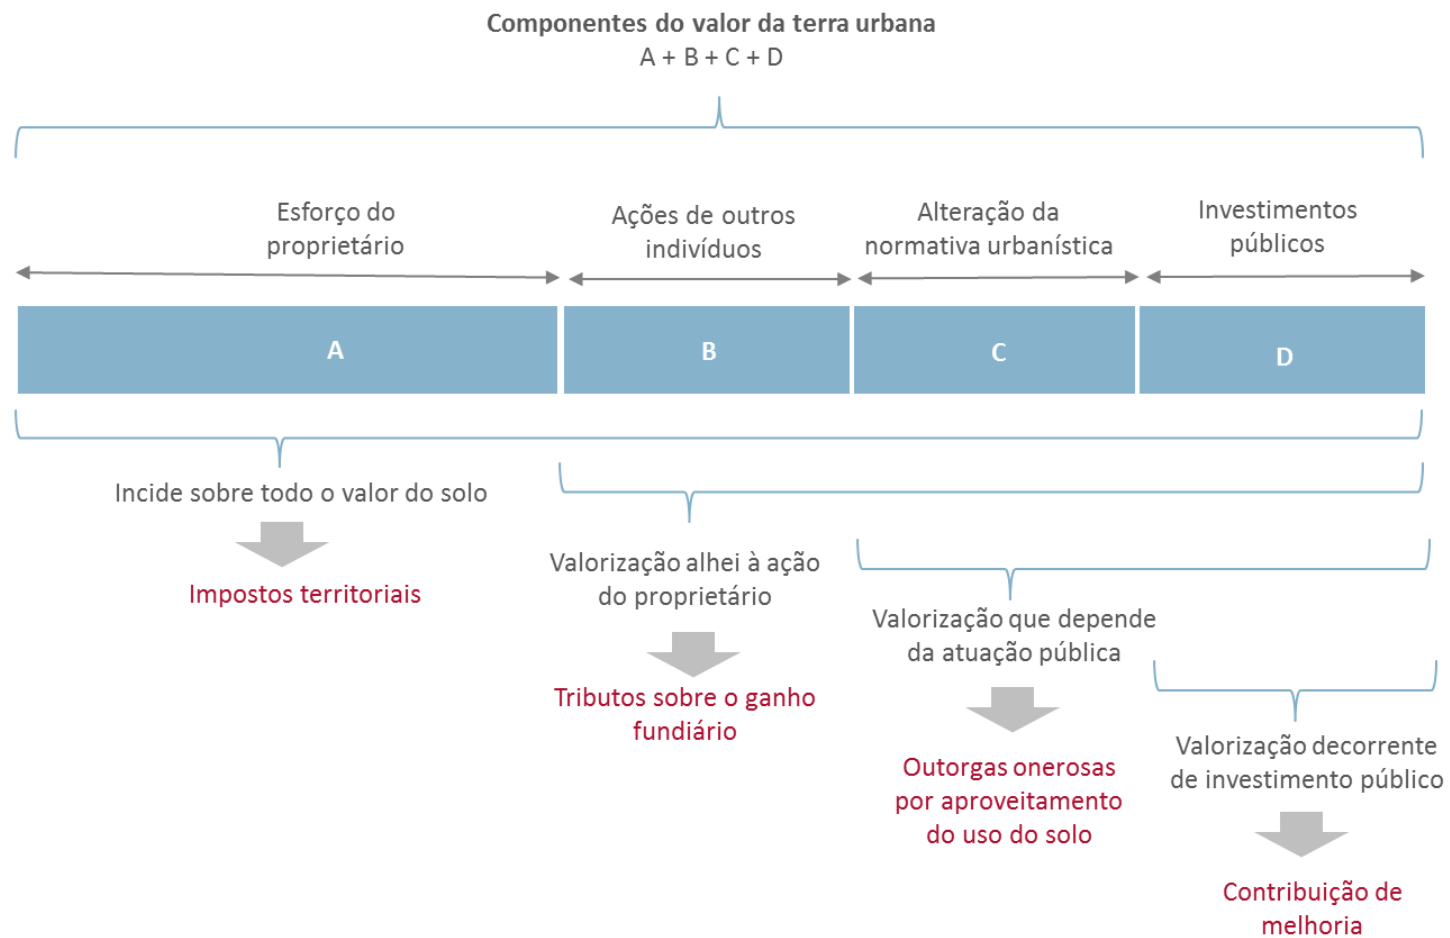 Componentes do valor da terra urbana
A + B + C + D
Esforço do
proprietário
Ações de outros
indivíduos
Alteração da
normativa urbanística
Investimentos
públicos
A
B
C
D
Incide sobre todo o valor do solo
Impostos territoriais
Valorização alhei à ação
do proprietário
Tributos sobre o ganho
fundiário
Valorização que depende
da atuação pública
Outorgas onerosas
por aproveitamento
do uso do solo
Valorização decorrente
de investimento público
Contribuição de
melhoria